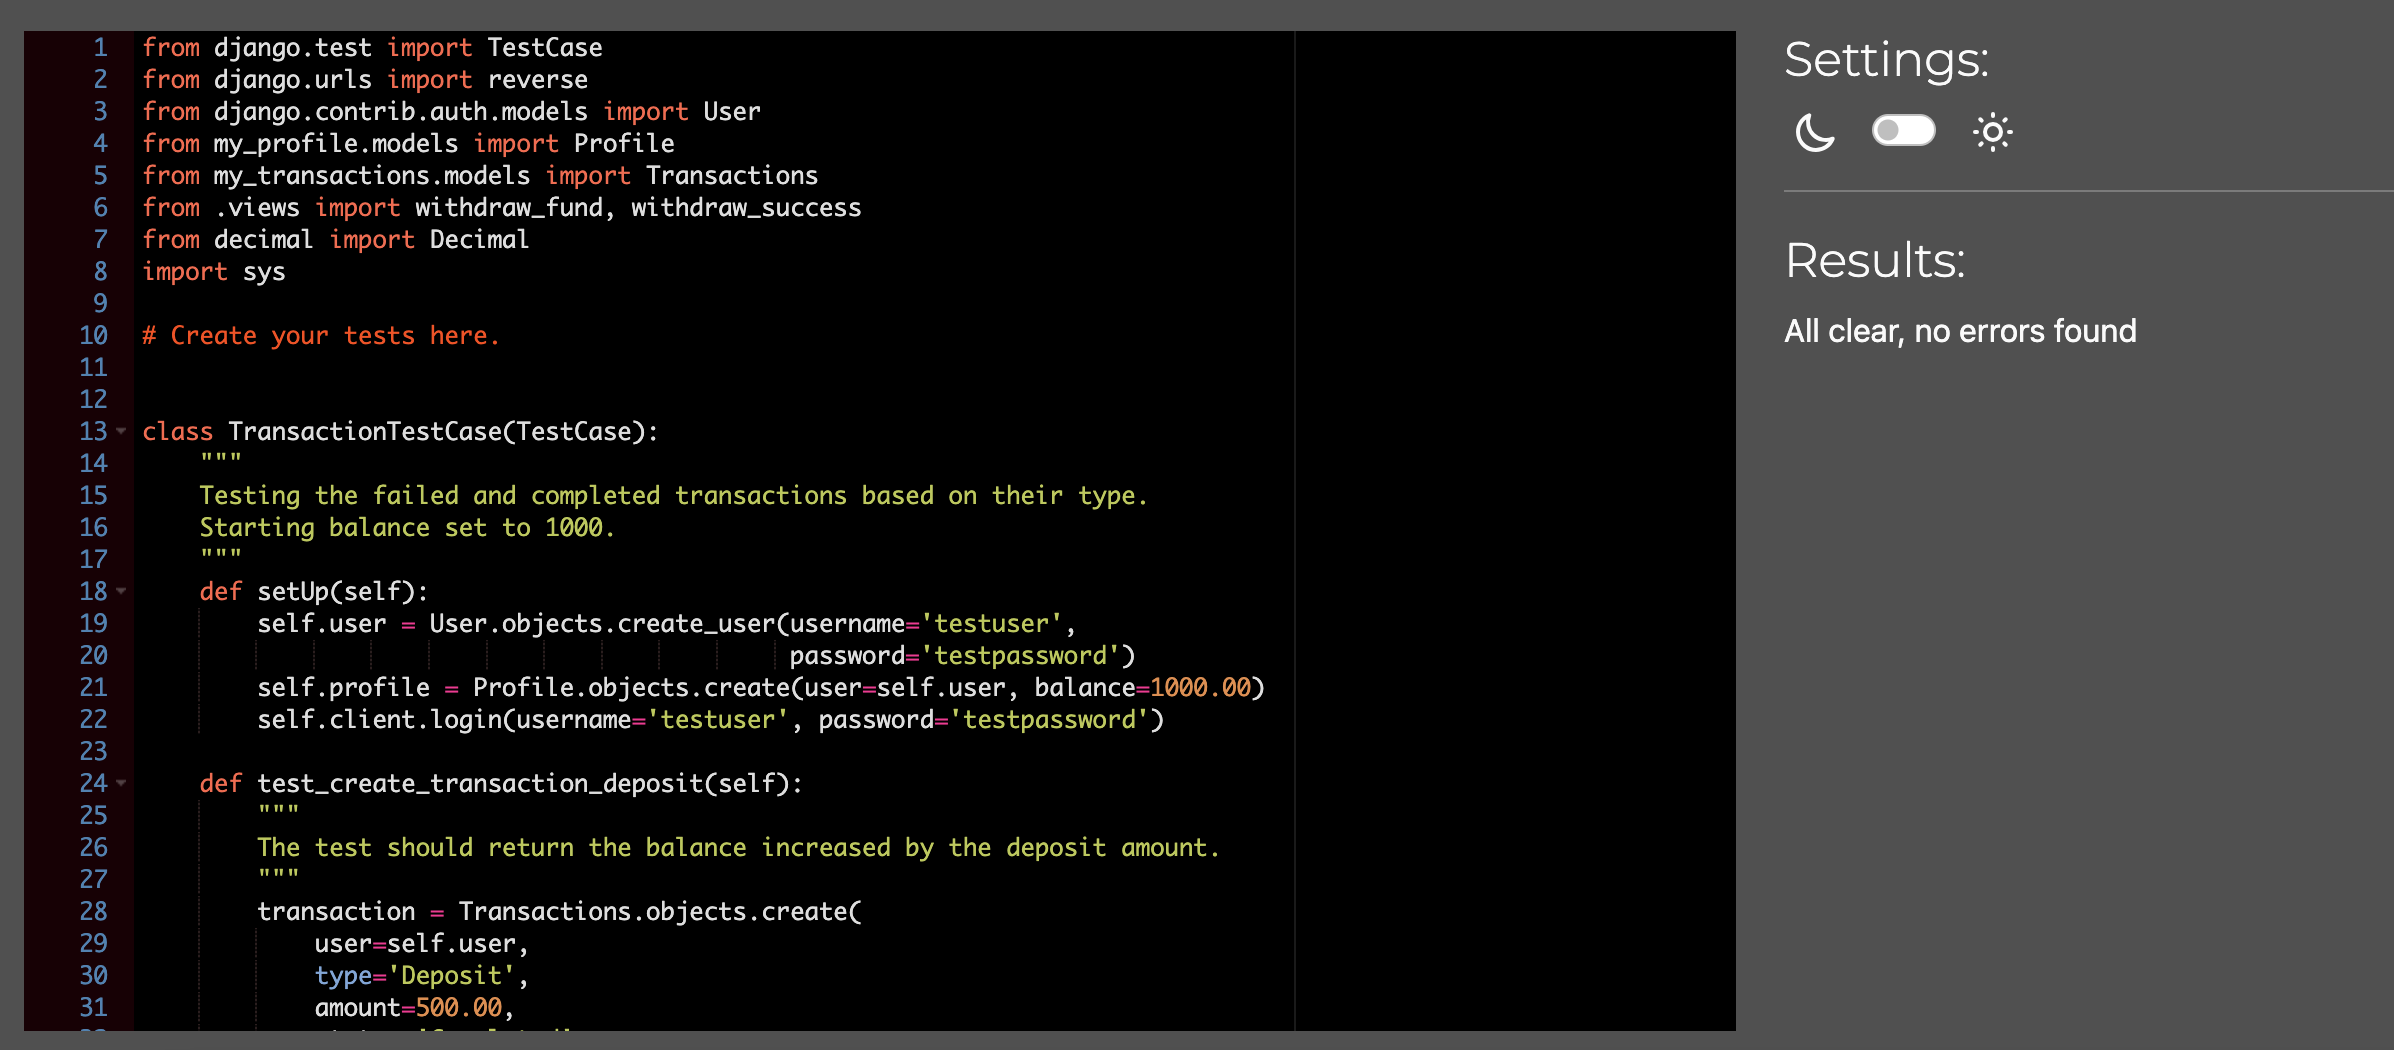 1 from django.test import TestCase
2 from django.urls import reverse
3 from django.contrib.auth.models import User
4 from my_profile.models import Profile
5 from my_transactions.models import Transactions
6 from .views import withdraw_fund, withdraw_success
7 from decimal import Decimal
8 import sys
9
10 # Create your tests here.
11
12
13 class TransactionTestCase(TestCase):
14     """
15     Testing the failed and completed transactions based on their type.
16     Starting balance set to 1000.
17     """
18     def setUp(self):
19         self.user = User.objects.create_user(username='testuser',
20                                              password='testpassword')
21         self.profile = Profile.objects.create(user=self.user, balance=1000.00)
22         self.client.login(username='testuser', password='testpassword')
23
24     def test_create_transaction_deposit(self):
25         """
26         The test should return the balance increased by the deposit amount.
27         """
28         transaction = Transactions.objects.create(
29             user=self.user,
30             type='Deposit',
31             amount=500.00,
Settings:
Results:
All clear, no errors found